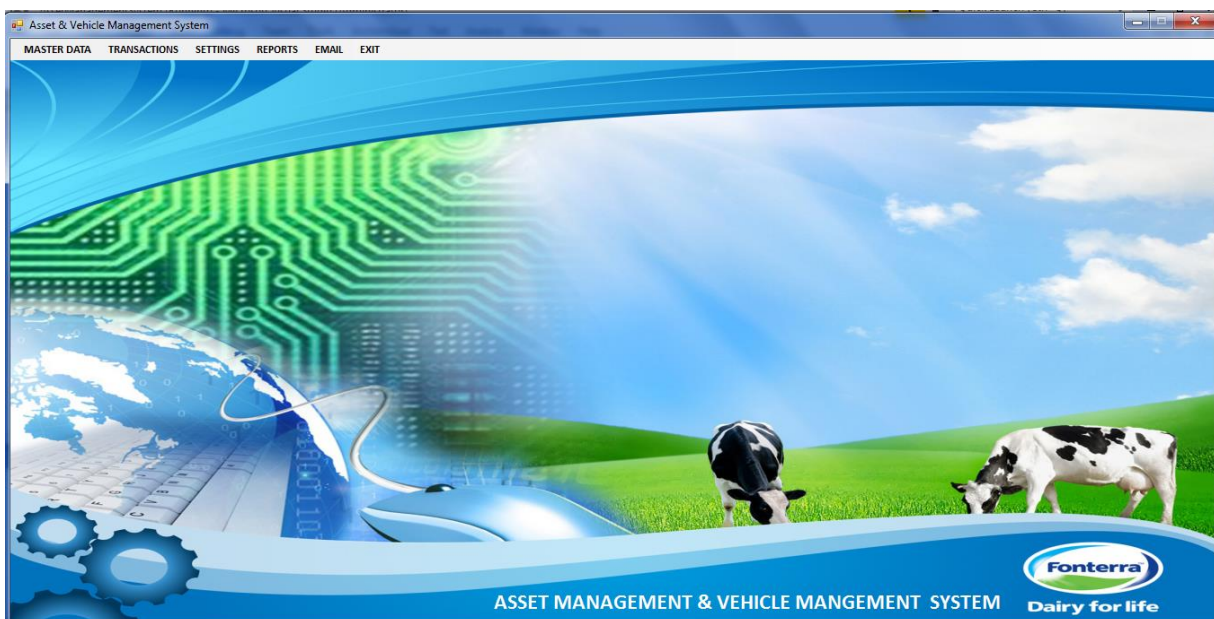 Asset & Vehicle Management System
MASTER DATA TRANSACTIONS SETTINGS REPORTS EMAIL EXIT
Fonterra
ASSET MANAGEMENT & VEHICLE MANGEMENT SYSTEM
Dairy for life